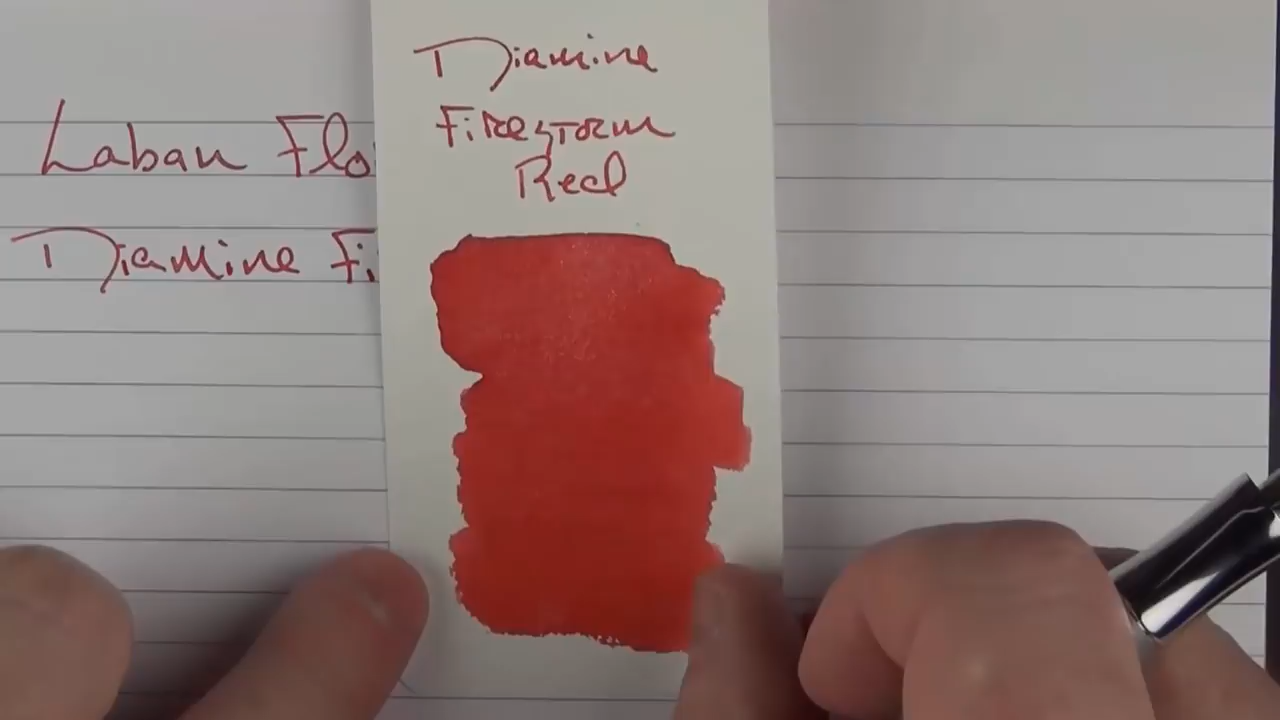 Diamine
Firestorm
Red
Laban Flo
Diamine Fi